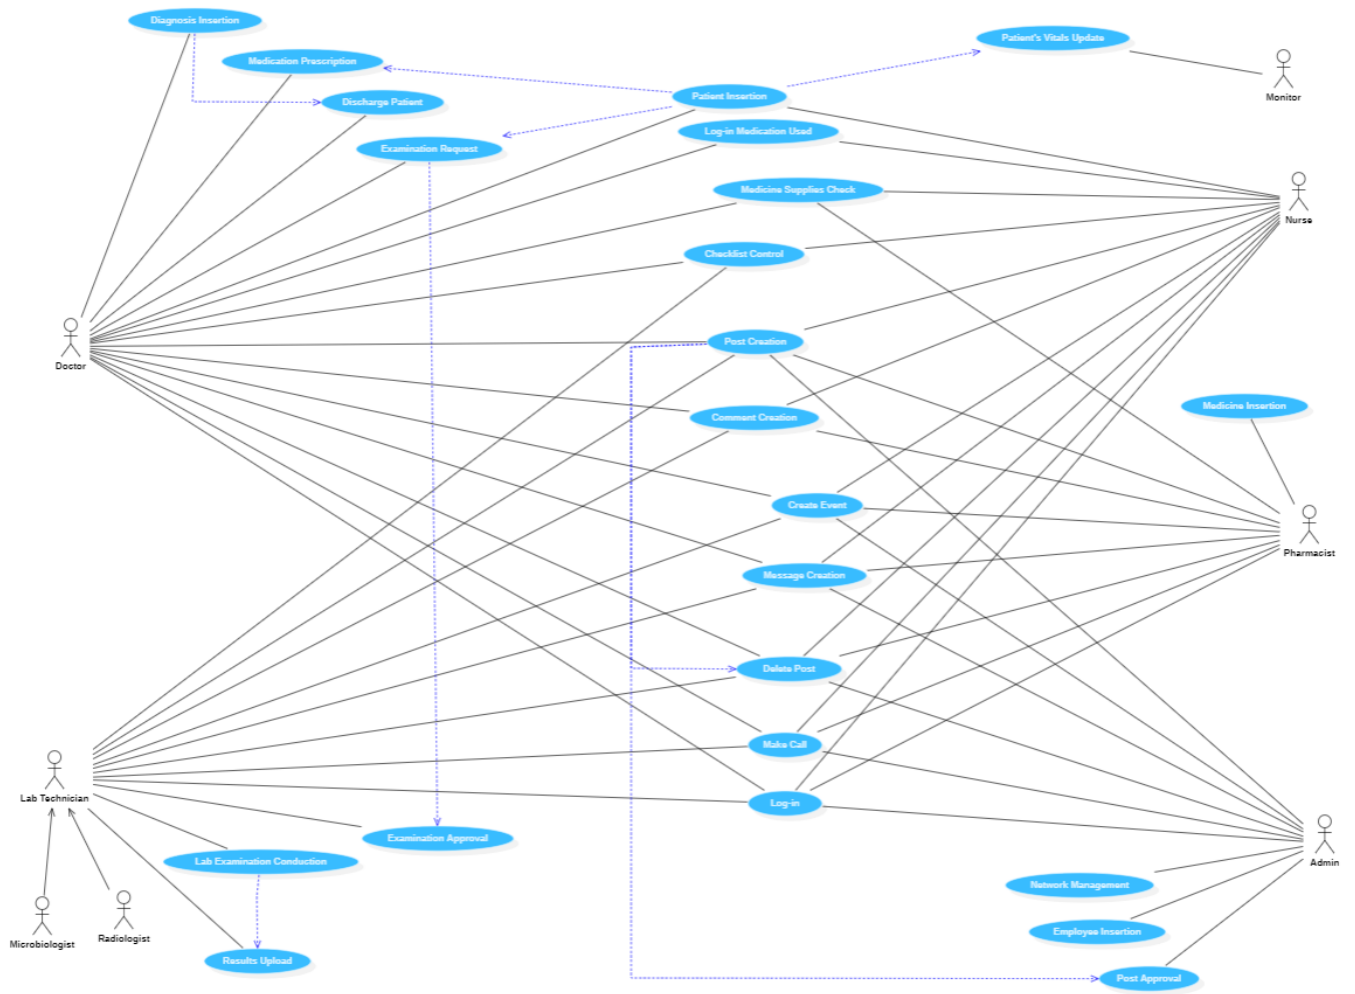 Diagnosis Insertion
Patient's Vitals Update
Medication Prescription
Monitor
Patient Insertion
Discharge Patient
Log-in Medication Used
Examination Request
Medicine Supplies Check
Nurse
Checklist Control
Post Creation
Doctor
Medicine Insertion
Comment Creation
Create Event
Pharmacist
Message Creation
Delete Post
Make Call
Lab Technician
Log-in
Examination Approval
Lab Examination Conduction
Admin
Network Management
Employee Insertion
Radiologist
Microbiologist
Results Upload
Post Approval